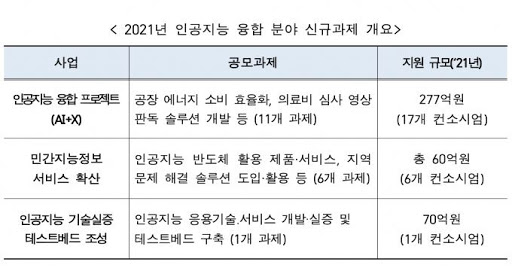 < 2021년 인공지능 융합 분야 신규과제 개요>
사업 공모과제 지원 규모('21년)
인공지능 융합 프로젝트
(AI+X)
공장 에너지 소비 효율화, 의료비 심사 영상
판독 솔루션 개발 등 (11개 과제)
277억원
(17개 컨소시엄)
민간지능정보
서비스 확산
인공지능 반도체 활용 제품·서비스, 지역
문제 해결 솔루션 도입·활용 등 (6개 과제)
총 60억원
(6개 컨소시엄)
인공지능 기술실증
테스트베드 조성
인공지능 응용기술.서비스 개발·실증 및
테스트베드 구축 (1개 과제)
70억원
(1개 컨소시엄)